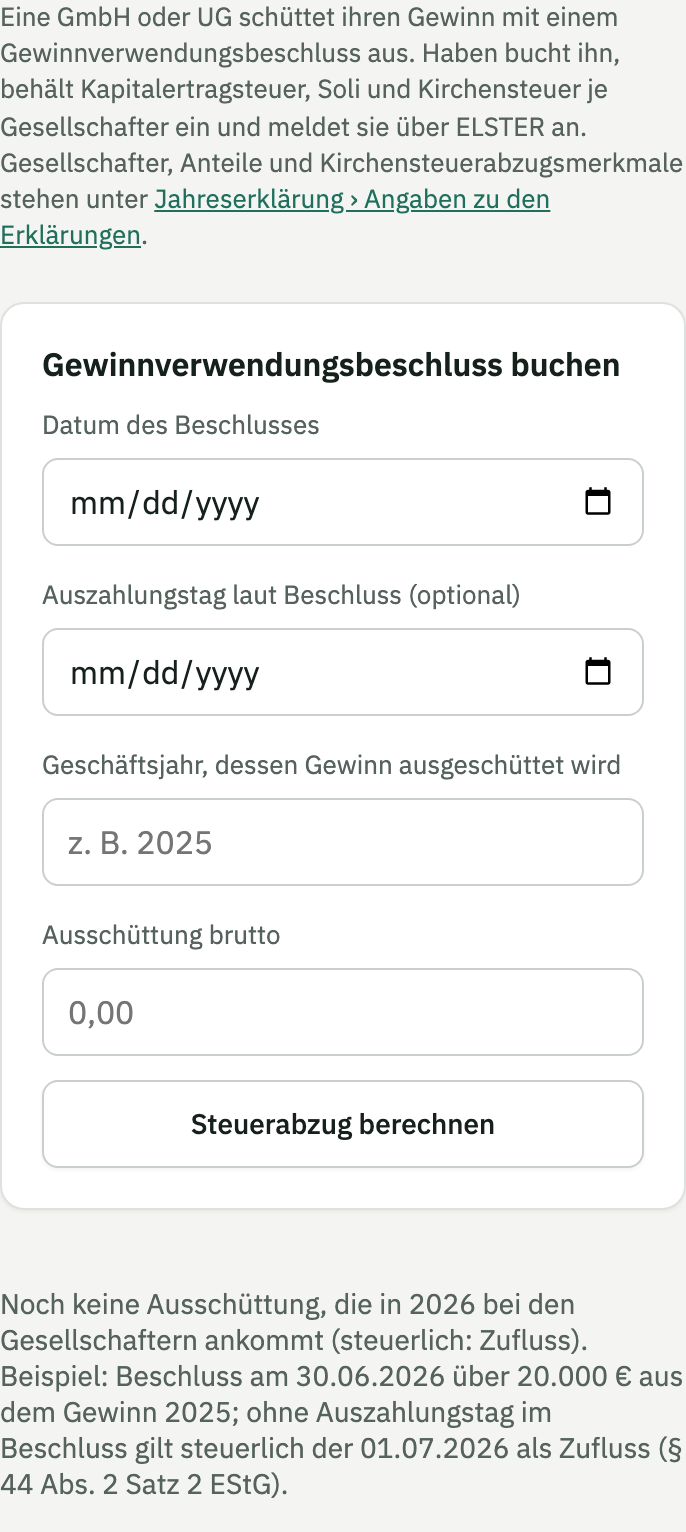 Eine GmbH oder UG schüttet ihren Gewinn mit einem
Gewinnverwendungsbeschluss aus. Haben bucht ihn,
behält Kapitalertragsteuer, Soli und Kirchensteuer je
Gesellschafter ein und meldet sie über ELSTER an.
Gesellschafter, Anteile und Kirchensteuerabzugsmerkmale
stehen unter Jahreserklärung › Angaben zu den
Erklärungen.
Gewinnverwendungsbeschluss buchen
Datum des Beschlusses
mm/dd/yyyy
Auszahlungstag laut Beschluss (optional)
mm/dd/yyyy
Geschäftsjahr, dessen Gewinn ausgeschüttet wird
z. B. 2025
Ausschüttung brutto
0,00
Steuerabzug berechnen
Noch keine Ausschüttung, die in 2026 bei den
Gesellschaftern ankommt (steuerlich: Zufluss).
Beispiel: Beschluss am 30.06.2026 über 20.000 € aus
dem Gewinn 2025; ohne Auszahlungstag im
Beschluss gilt steuerlich der 01.07.2026 als Zufluss (§
44 Abs. 2 Satz 2 EStG).